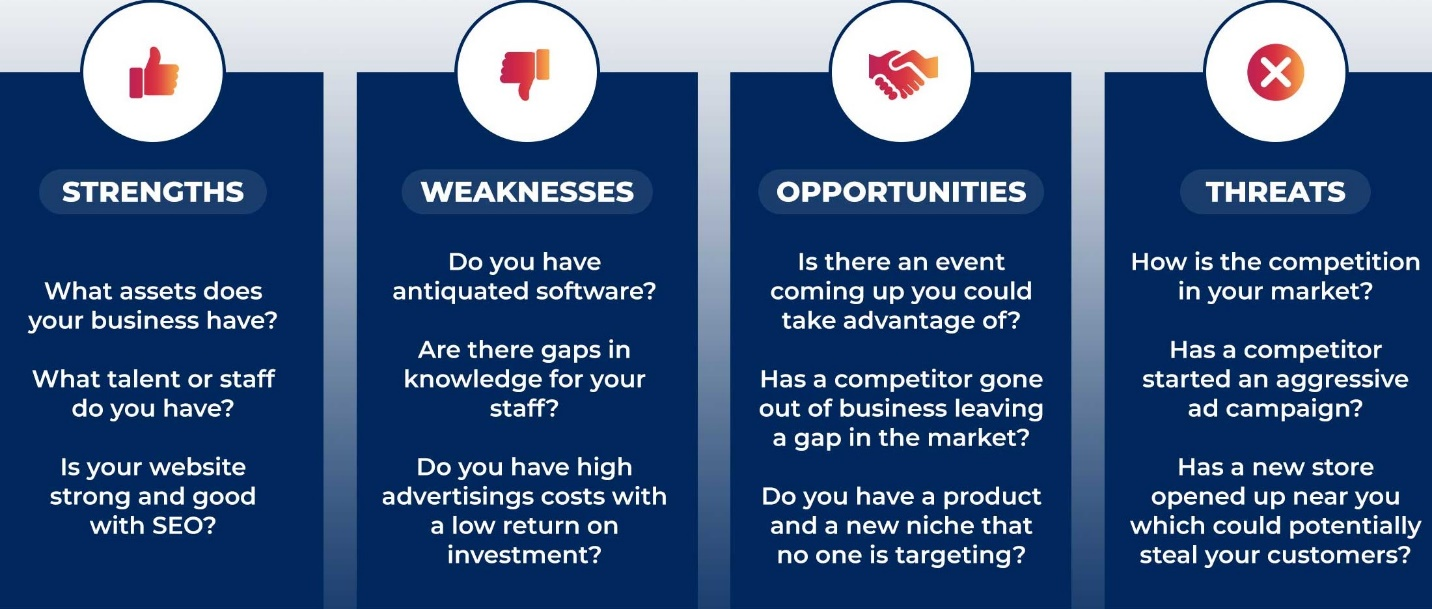 STRENGTHS
What assets does
your business have?
What talent or staff
do you have?
Is your website
strong and good
with SEO?
WEAKNESSES
Do you have
antiquated software?
Are there gaps in
knowledge for your
staff?
Do you have high
advertisings costs with
a low return on
investment?
OPPORTUNITIES
Is there an event
coming up you could
take advantage of?
Has a competitor gone
out of business leaving
a gap in the market?
Do you have a product
and a new niche that
no one is targeting?
THREATS
How is the competition
in your market?
Has a competitor
started an aggressive
ad campaign?
Has a new store
opened up near you
which could potentially
steal your customers?